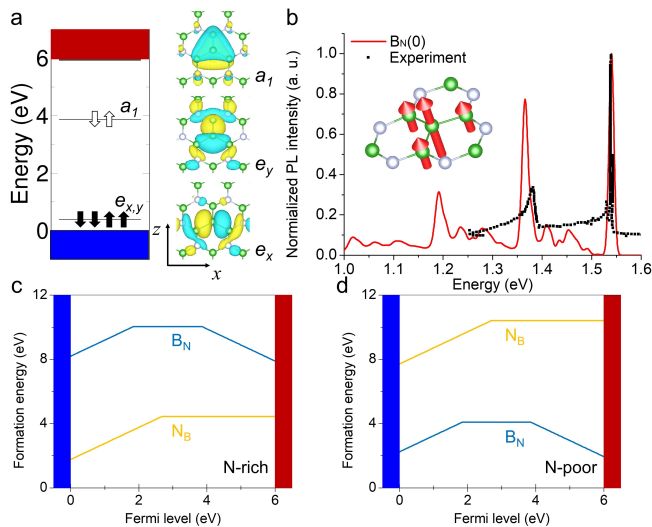 a
Energy (eV)
6
4
2
0
a1
ex,y
a1
ey
ex
z
x
b
Normialized PL intensity (a. u.)
1.0
0.8
0.6
0.4
0.2
0.0
BN(0)
Experiment
1.0 1.1 1.2 1.3 1.4 1.5 1.6 1.7
Energy (eV)
c
Formation energy (eV)
12
8
4
0
BN
NB
N-rich
0 2 4 6
Fermi level (eV)
d
Formation energy (eV)
12
8
4
0
NB
BN
N-poor
0 2 4 6
Fermi level (eV)